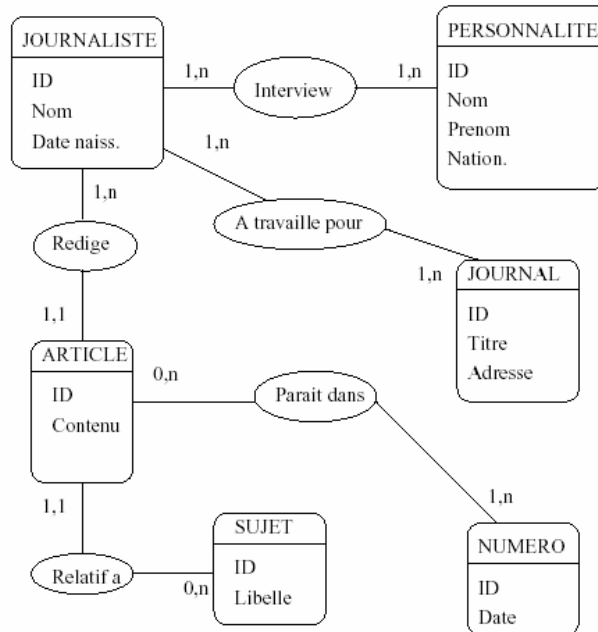 JOURNALISTE
ID
Nom
Date naiss.
1,n
Interview
1,n
PERSONNALITE
ID
Nom
Prenom
Nation.
1,n
A travaille pour
1,n
JOURNAL
ID
Titre
Adresse
1,n
Redige
1,1
ARTICLE
ID
Contenu
0,n
Parait dans
1,n
NUMERO
ID
Date
1,1
Relatif a
0,n
SUJET
ID
Libelle